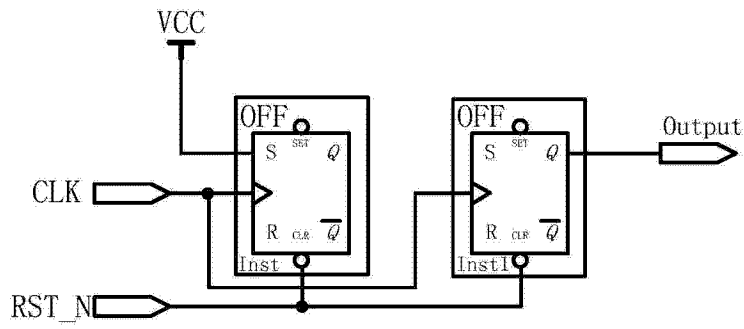 VCC
OFF OFF
SET SET
S Q S Q Output
CLK
R CLR Q R CLR Q
Inst Inst1
RST_N